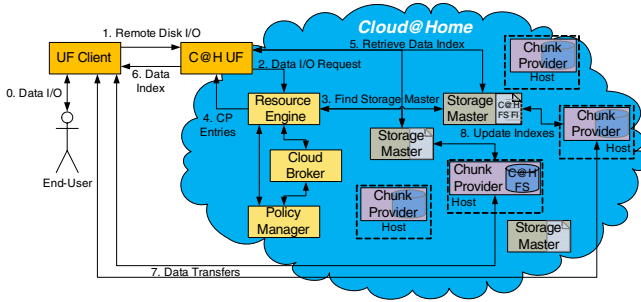 Cloud@Home
1. Remote Disk I/O
UF Client
C@H UF
5. Retrieve Data Index
6. Data
Index
2. Data I/O Request
Chunk
Provider
Host
0. Data I/O
4. CP
Entries
Resource
Engine
3. Find Storage Master
Storage
Master
C@H
FS FI
Chunk
Provider
Host
8. Update Indexes
Storage
Master
End-User
Cloud
Broker
Chunk
Provider
C@H
FS
Host
Chunk
Provider
Host
Policy
Manager
Storage
Master
7. Data Transfers